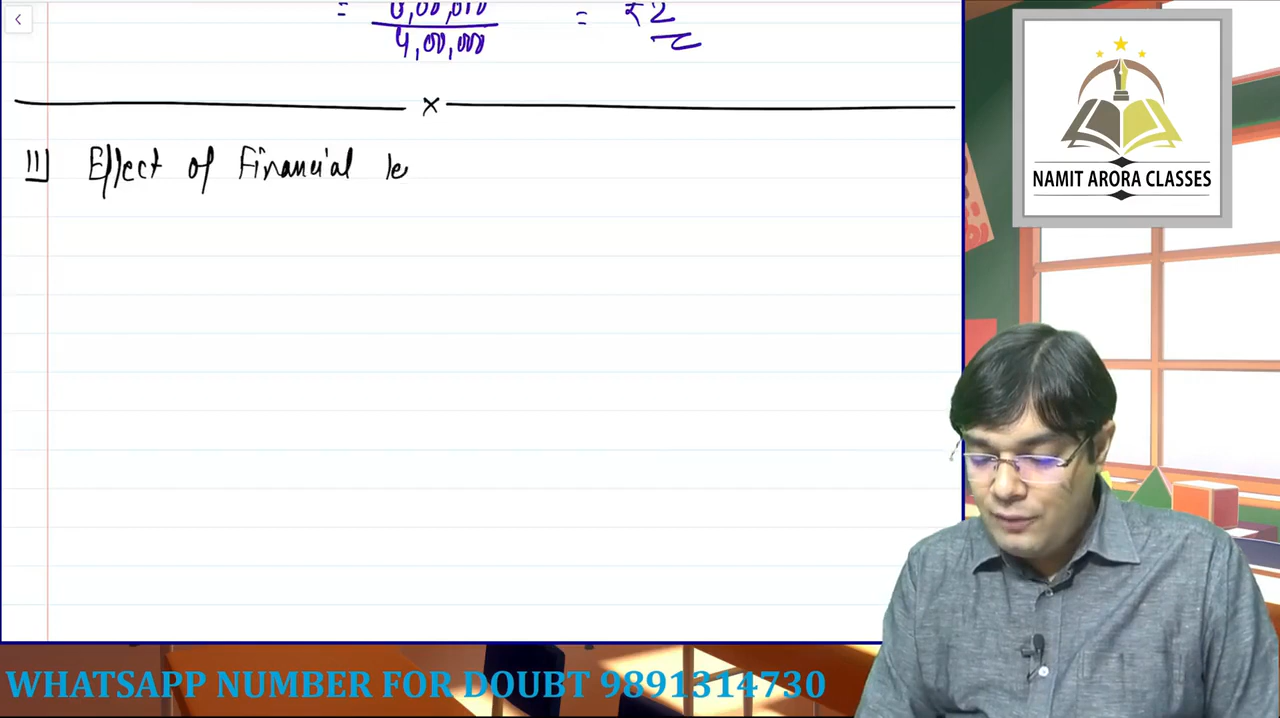 = 8,00,000 = ₹2
4,00,000
x
11] Effect of Financial le
NAMIT ARORA CLASSES
WHATSAPP NUMBER FOR DOUBT 9891314730